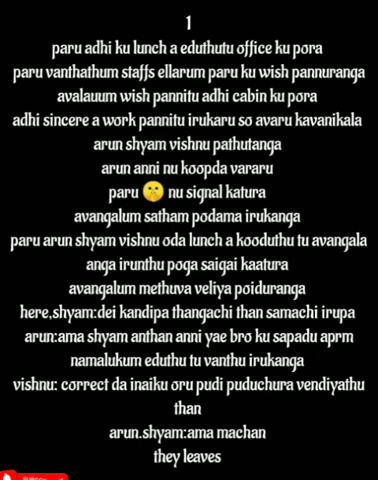 1
paru adhi ku lunch a eduthutu office ku pora
paru vanthathum staffs ellarum paru ku wish pannuranga
avalauum wish pannitu adhi cabin ku pora
adhi sincere a work pannitu irukaru so avaru kavanikala
arun shyam vishnu pathutanga
arun anni nu koopda vararu
paru 🤫 nu signal katura
avangalum satham podama irukanga
paru arun shyam vishnu oda lunch a kooduthu tu avangala
anga irunthu poga saigai kaatura
avangalum methuva veliya poiduranga
here,shyam:dei kandipa thangachi than samachi irupa
arun:ama shyam anthan anni yae bro ku sapadu aprm
namalukum eduthu tu vanthu irukanga
vishnu: correct da inaiku oru pudi puduchura vendiyathu
than
arun.shyam:ama machan
they leaves